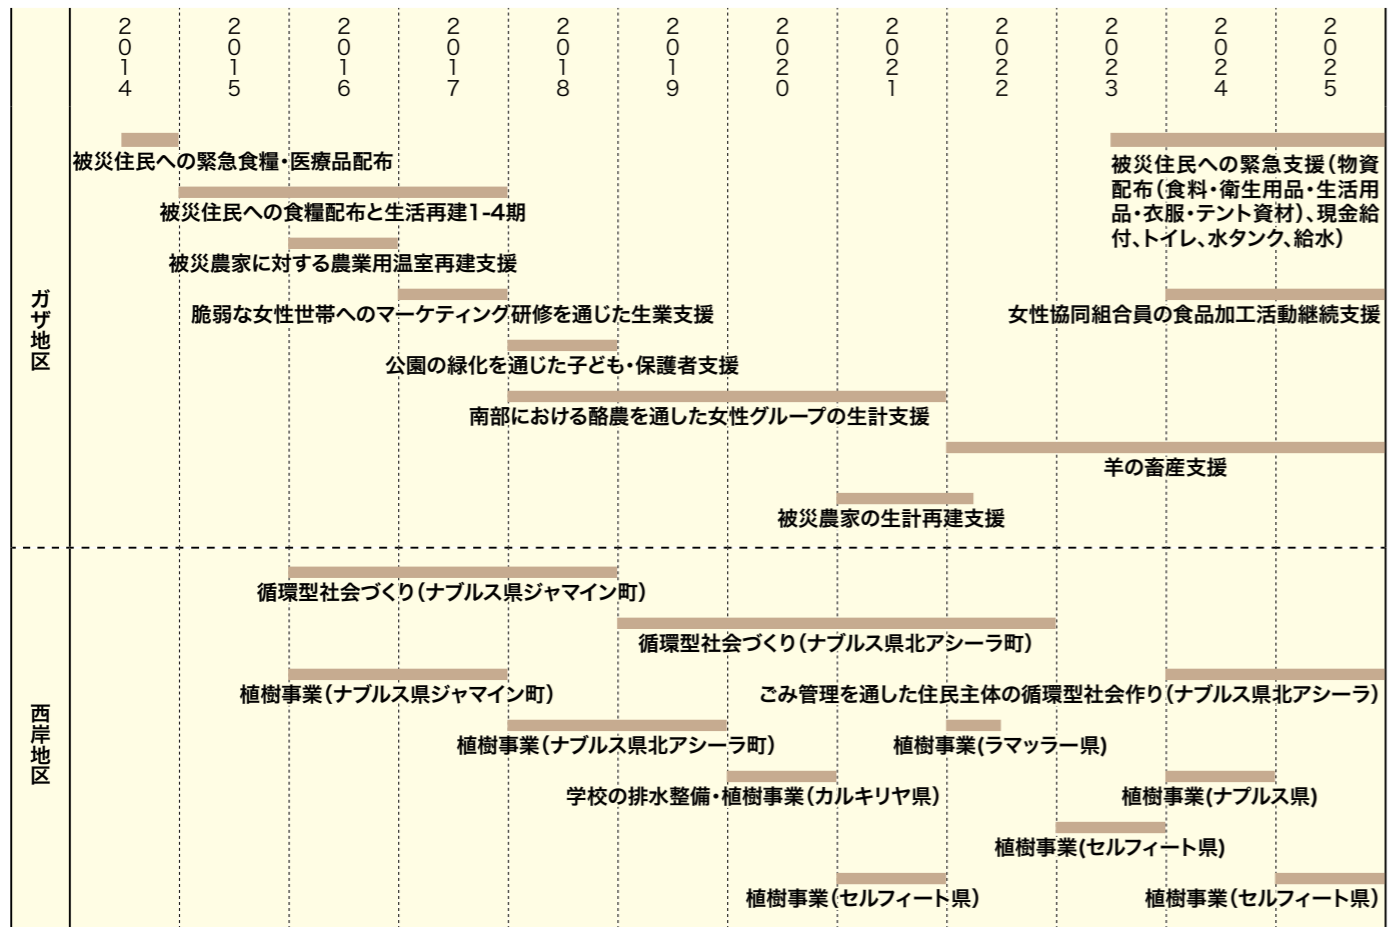 2014 2015 2016 2017 2018 2019 2020 2021 2022 2023 2024 2025
ガザ地区
被災住民への緊急食糧・医療品配布
被災住民への食糧配布と生活再建1-4期
被災農家に対する農業用温室再建支援
脆弱な女性世帯へのマーケティング研修を通じた生業支援
公園の緑化を通じた子ども・保護者支援
南部における酪農を通した女性グループの生計支援
羊の畜産支援
被災農家の生計再建支援
被災住民への緊急支援（物資
配布（食料・衛生用品・生活用
品・衣服・テント資材）、現金給
付、トイレ、水タンク、給水）
女性協同組合員の食品加工活動継続支援
西岸地区
循環型社会づくり（ナブルス県ジャマイン町）
循環型社会づくり（ナブルス県北アシーラ町）
植樹事業（ナブルス県ジャマイン町）
ごみ管理を通した住民主体の循環型社会作り（ナブルス県北アシーラ）
植樹事業（ナブルス県北アシーラ町）
植樹事業(ラマッラー県)
学校の排水整備・植樹事業（カルキリヤ県）
植樹事業(ナプルス県)
植樹事業(セルフィート県)
植樹事業（セルフィート県）
植樹事業（セルフィート県）